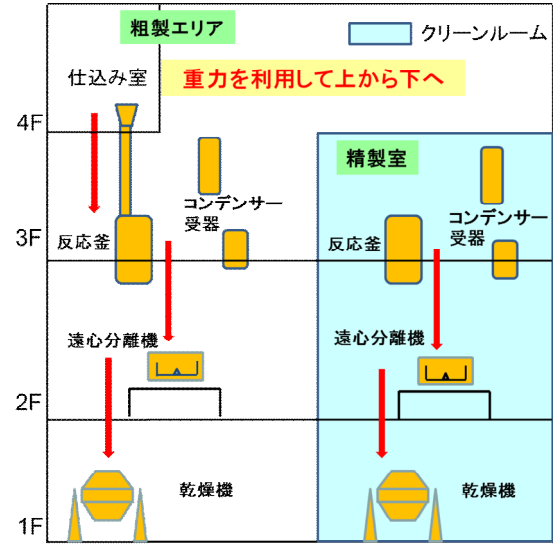 粗製エリア
クリーンルーム
仕込み室
重力を利用して上から下へ
4F
精製室
コンデンサー
受器
コンデンサー
受器
反応釜
反応釜
3F
遠心分離機
遠心分離機
2F
乾燥機
乾燥機
1F